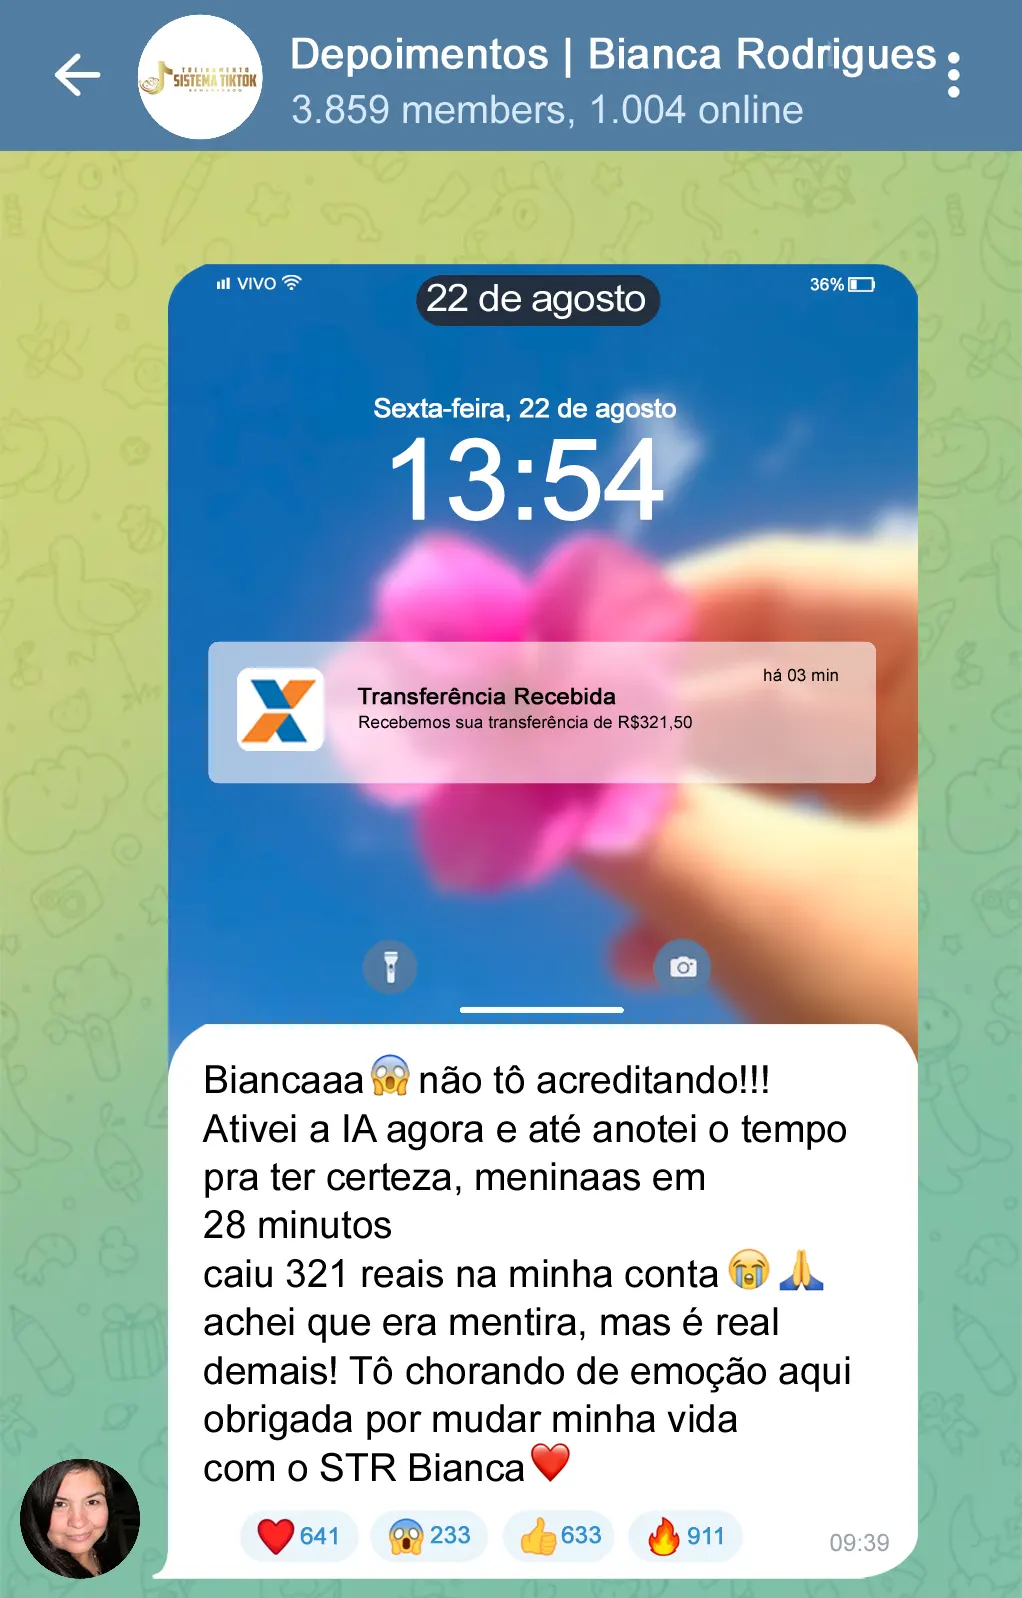 Depoimentos | Bianca Rodrigues
3.859 members, 1.004 online
TREINAMENTO
SISTEMA TIKTOK
VIVO
22 de agosto
36%
Sexta-feira, 22 de agosto
13:54
há 03 min
Transferência Recebida
Recebemos sua transferência de R$321,50
Biancaaa😱não tô acreditando!!!
Ativei a IA agora e até anotei o tempo
pra ter certeza, meninaas em
28 minutos
caiu 321 reais na minha conta😭🙏
achei que era mentira, mas é real
demais! Tô chorando de emoção aqui
obrigada por mudar minha vida
com o STR Bianca❤️
❤️ 641 😱 233 👍 633 🔥 911
09:39